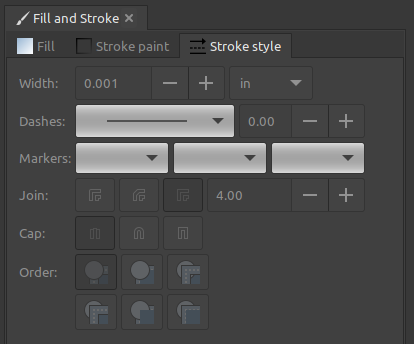 Fill and Stroke
Fill Stroke paint Stroke style
Width: 0.001 in
Dashes: 0.00
Markers:
Join: 4.00
Cap:
Order: